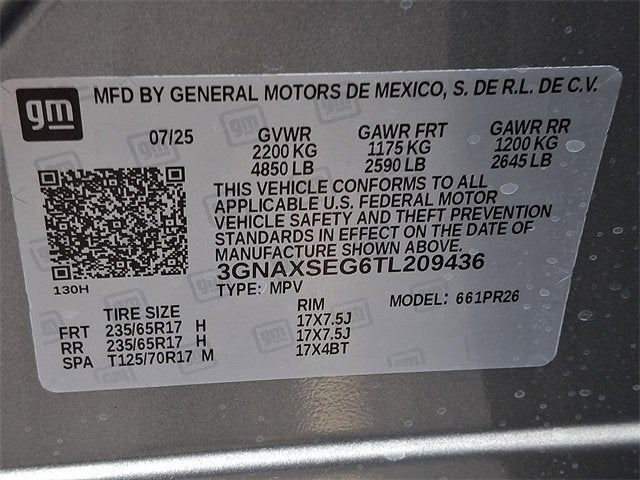 gm MFD BY GENERAL MOTORS DE MEXICO, S. DE R.L. DE C.V.
07/25 GVWR GAWR FRT GAWR RR
2200 KG 1175 KG 1200 KG
4850 LB 2590 LB 2645 LB
THIS VEHICLE CONFORMS TO ALL
APPLICABLE U.S. FEDERAL MOTOR
VEHICLE SAFETY AND THEFT PREVENTION
STANDARDS IN EFFECT ON THE DATE OF
MANUFACTURE SHOWN ABOVE.
3GNAXSEG6TL209436
130H TYPE: MPV MODEL: 661PR26
TIRE SIZE RIM
FRT 235/65R17 H 17X7.5J
RR 235/65R17 H 17X7.5J
SPA T125/70R17 M 17X4BT